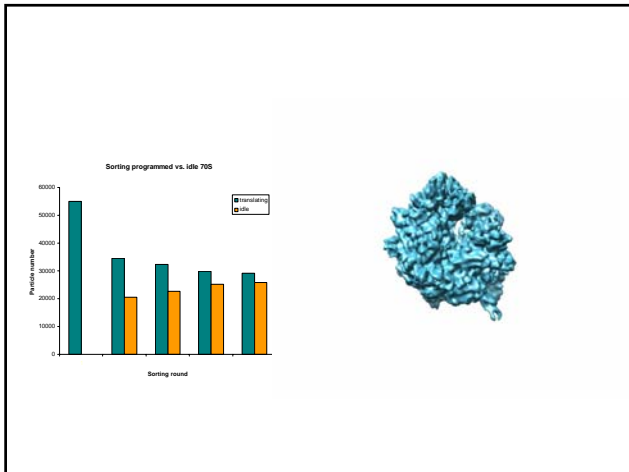 Sorting programmed vs. idle 70S
60000
50000
40000
30000
20000
10000
0
Particle number
Sorting round
translating
idle